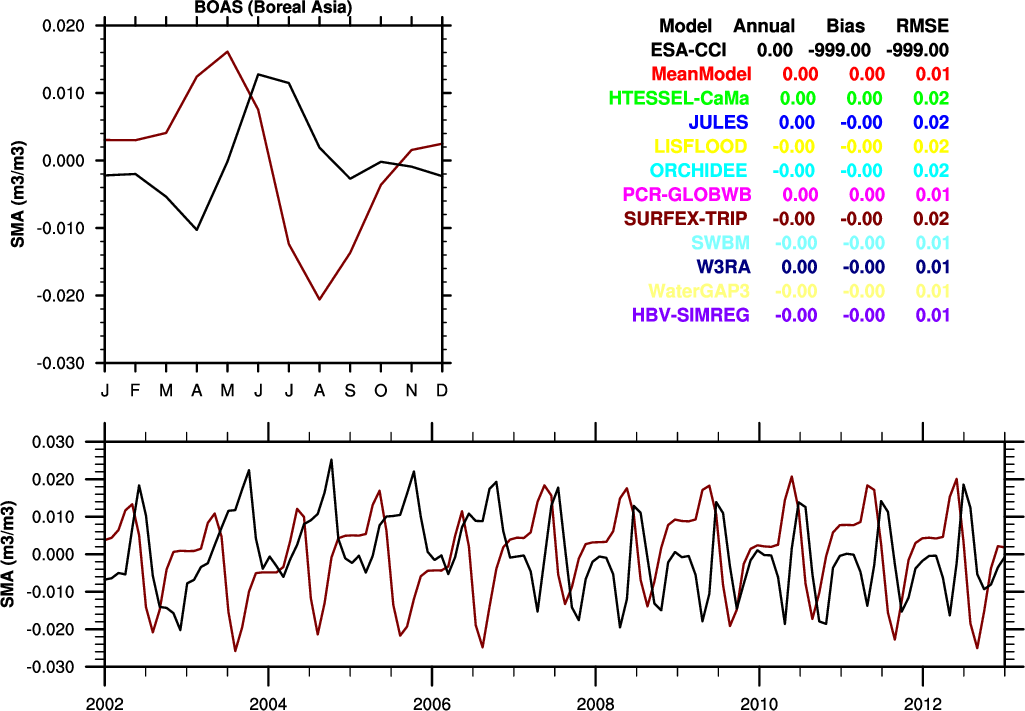 BOAS (Boreal Asia)
0.020
0.010
0.000
-0.010
-0.020
-0.030
SMA (m3/m3)
J F M A M J J A S O N D
Model Annual Bias RMSE
ESA-CCI 0.00 -999.00 -999.00
MeanModel 0.00 0.00 0.01
HTESSEL-CaMa 0.00 0.00 0.02
JULES 0.00 -0.00 0.02
LISFLOOD -0.00 -0.00 0.02
ORCHIDEE -0.00 -0.00 0.02
PCR-GLOBWB 0.00 0.00 0.01
SURFEX-TRIP -0.00 -0.00 0.02
SWBM -0.00 -0.00 0.01
W3RA 0.00 -0.00 0.01
WaterGAP3 -0.00 -0.00 0.01
HBV-SIMREG -0.00 -0.00 0.01
0.030
0.020
0.010
0.000
-0.010
-0.020
-0.030
SMA (m3/m3)
2002 2004 2006 2008 2010 2012